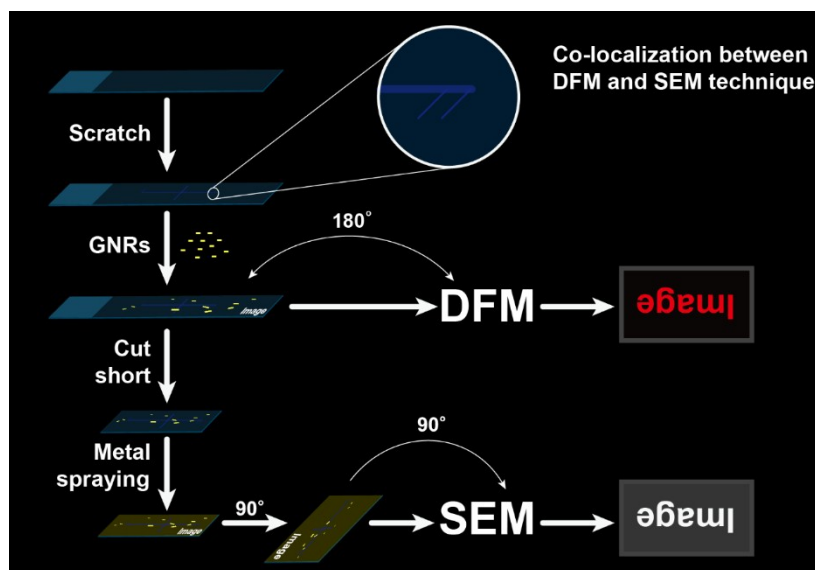 Co-localization between
DFM and SEM technique
Scratch
GNRs
180°
Image
DFM
Image
Cut
short
Metal
spraying
90°
90°
Image
Image
SEM
Image